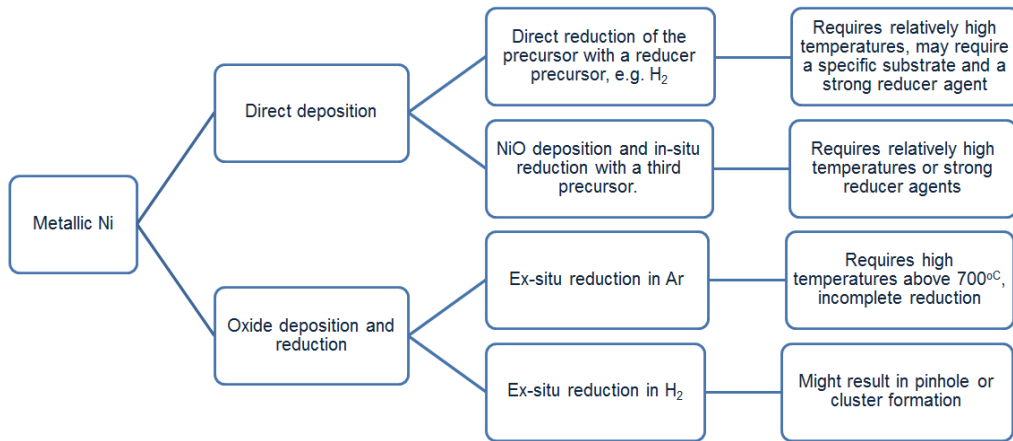 Metallic Ni
Direct deposition
Direct reduction of the
precursor with a reducer
precursor, e.g. H₂
Requires relatively high
temperatures, may require
a specific substrate and a
strong reducer agent
NiO deposition and in-situ
reduction with a third
precursor.
Requires relatively high
temperatures or strong
reducer agents
Oxide deposition and
reduction
Ex-situ reduction in Ar
Requires high
temperatures above 700ºC,
incomplete reduction
Ex-situ reduction in H₂
Might result in pinhole or
cluster formation